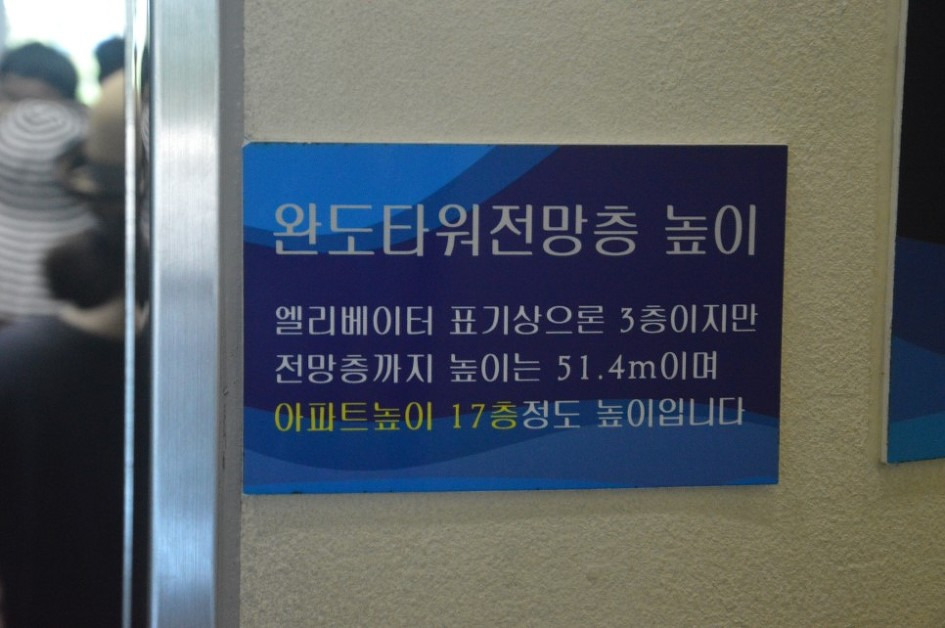 완도타워전망층 높이
엘리베이터 표기상으론 3층이지만
전망층까지 높이는 51.4m이며
아파트높이 17층정도 높이입니다